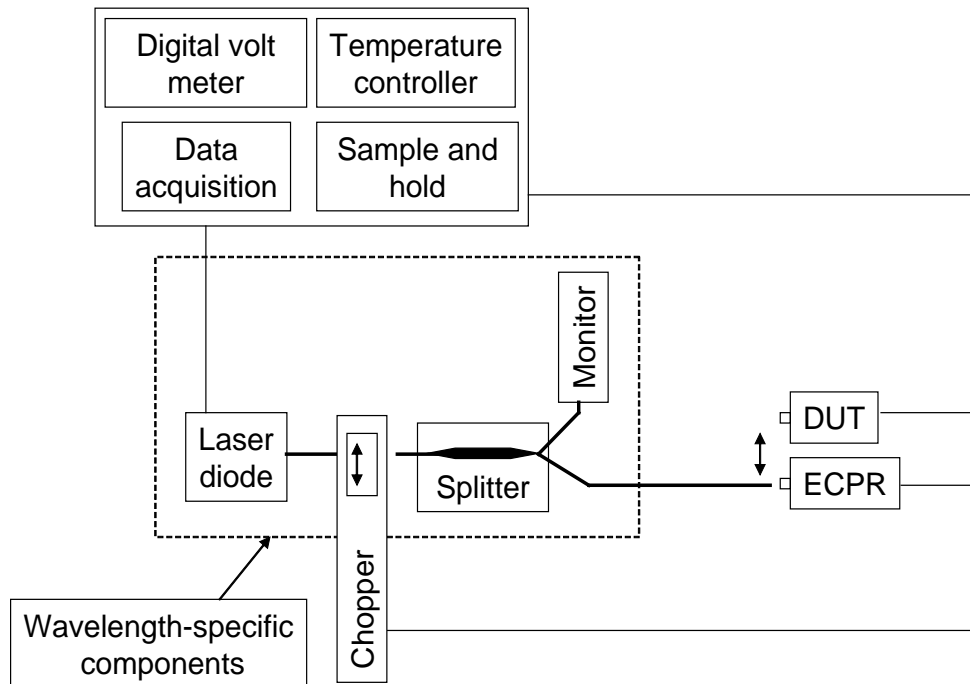 Digital volt
meter
Temperature
controller
Data
acquisition
Sample and
hold
Monitor
Laser
diode
Splitter
DUT
ECPR
Chopper
Wavelength-specific
components